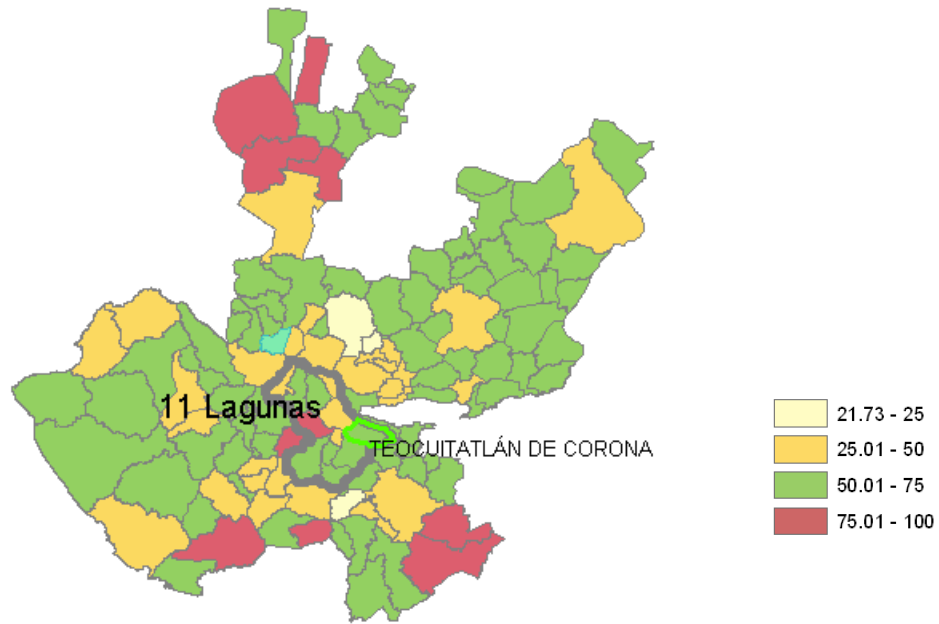 11 Lagunas
TEOCUITATLÁN DE CORONA
21.73 - 25
25.01 - 50
50.01 - 75
75.01 - 100